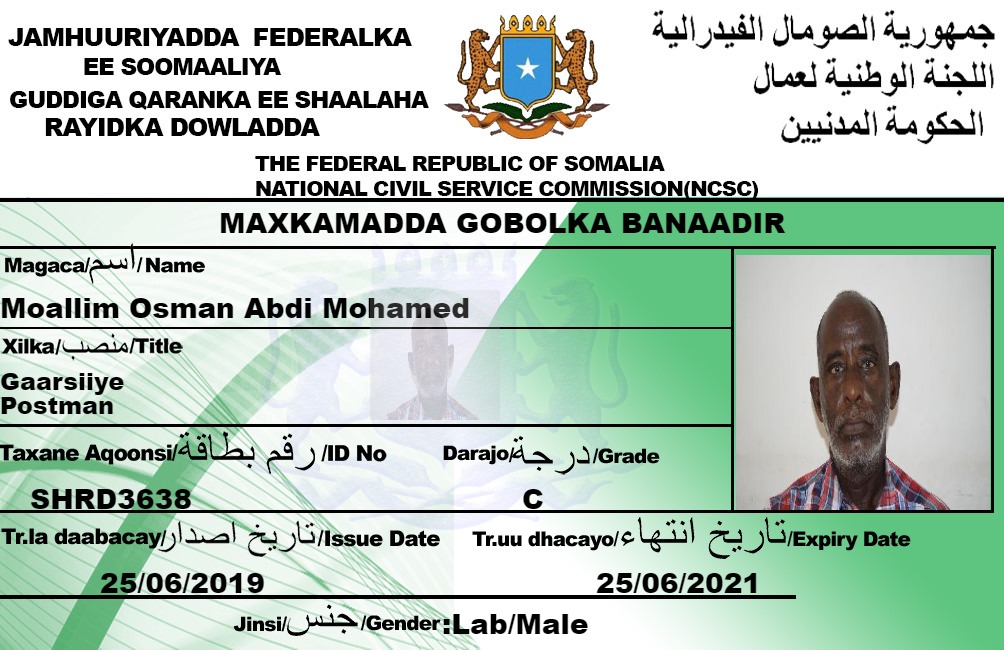 JAMHUURIYADDA FEDERALKA
EE SOOMAALIYA
GUDDIGA QARANKA EE SHAALAHA
RAYIDKA DOWLADDA
جمهورية الصومال الفيدرالية
اللجنة الوطنية لعمال
الحكومة المدنيين
THE FEDERAL REPUBLIC OF SOMALIA
NATIONAL CIVIL SERVICE COMMISSION(NCSC)
MAXKAMADDA GOBOLKA BANAADIR
Magaca/اسم/ Name
Moallim Osman Abdi Mohamed
Xilka/منصب/Title
Gaarsiiye
Postman
Taxane Aqoonsi/رقم بطاقة/ID No
Darajo/درجة/Grade
SHRD3638
C
Tr.la daabacay/تاريخ اصدار/Issue Date
Tr.uu dhacayo/تاريخ انتهاء/Expiry Date
25/06/2019
25/06/2021
Jinsi/جنس/Gender:Lab/Male